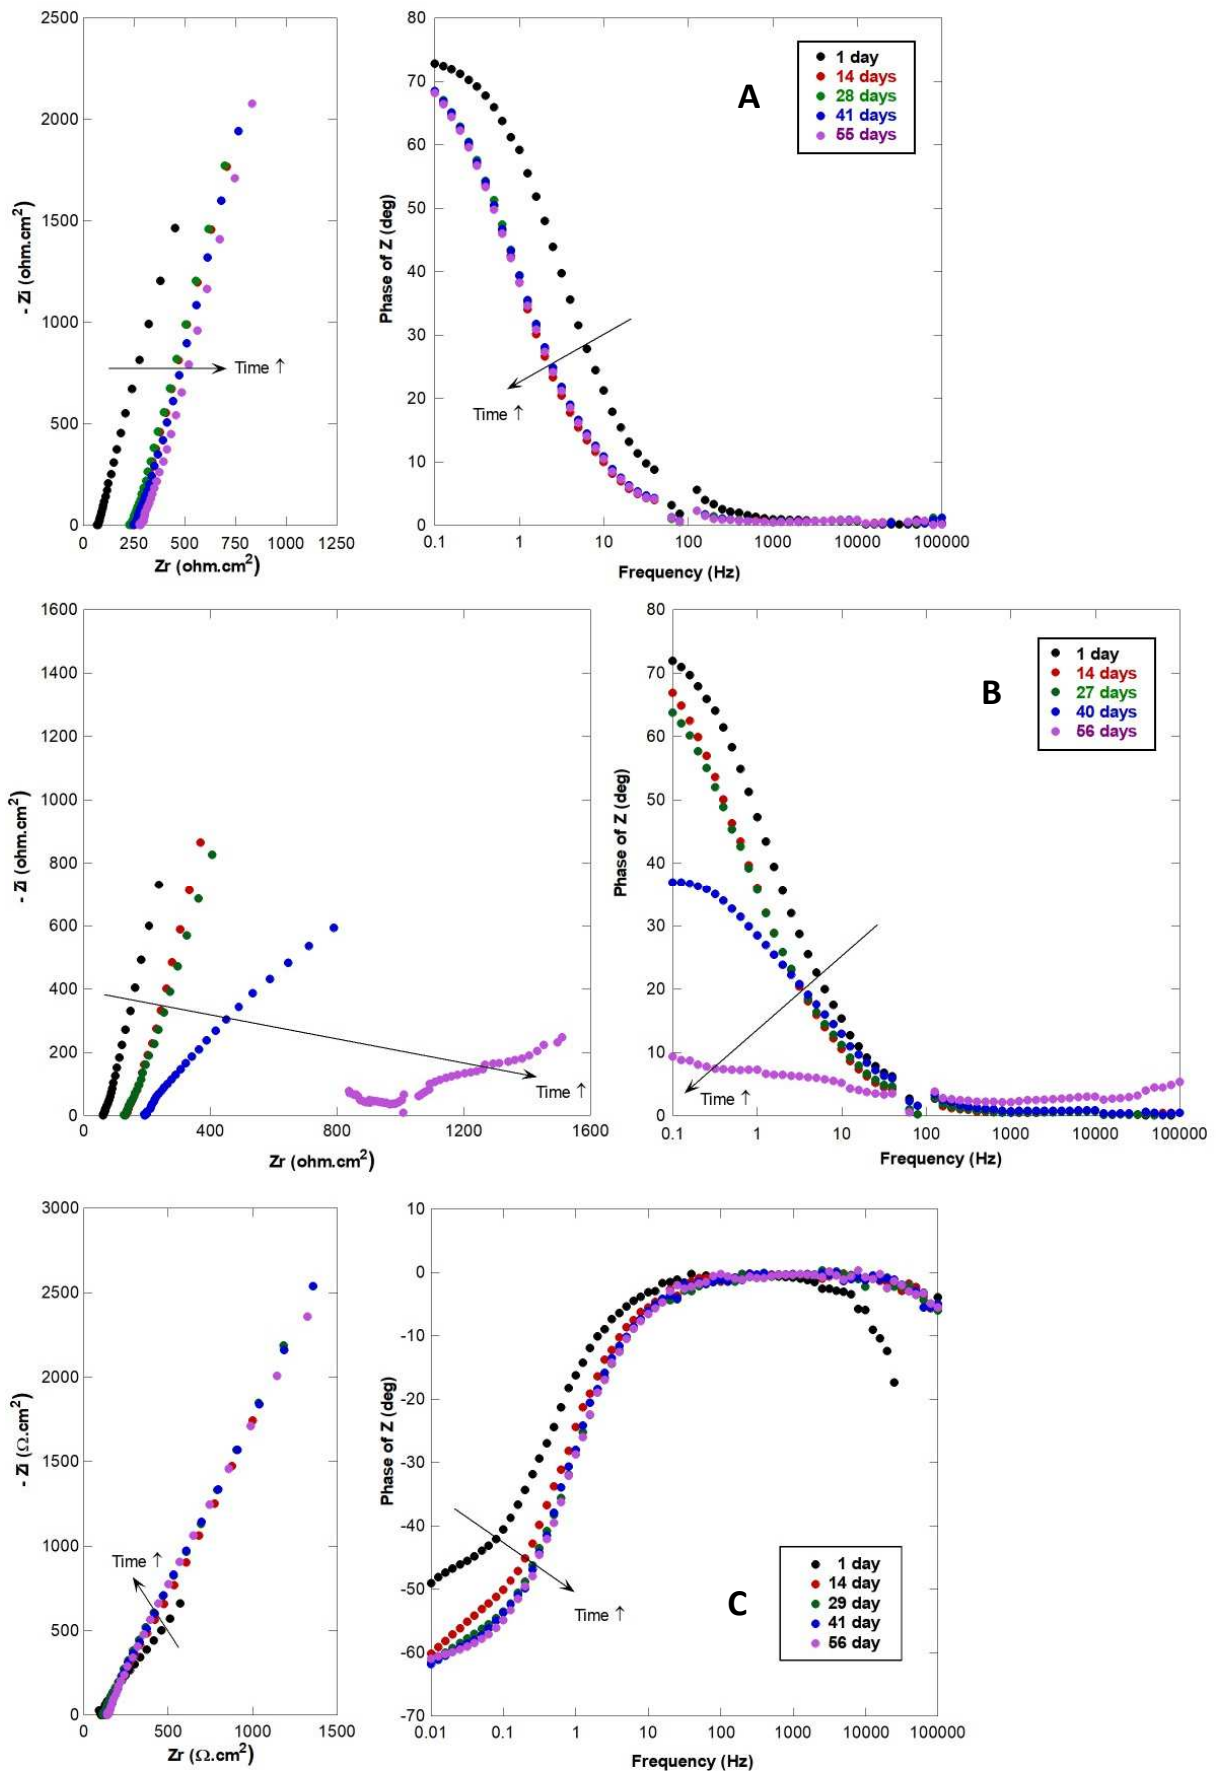 2500
2000
1500
1000
500
0
- Zi (ohm.cm²)
Time ↑
0 250 500 750 1000 1250
Zr (ohm.cm²)
80
70
60
50
40
30
20
10
0
Phase of Z (deg)
A
1 day
14 days
28 days
41 days
55 days
Time ↑
0.1 1 10 100 1000 10000 100000
Frequency (Hz)
1600
1400
1200
1000
800
600
400
200
0
- Zi (ohm.cm²)
Time ↑
0 400 800 1200 1600
Zr (ohm.cm²)
80
70
60
50
40
30
20
10
0
Phase of Z (deg)
B
1 day
14 days
27 days
40 days
56 days
Time ↑
0.1 1 10 100 1000 10000 100000
Frequency (Hz)
3000
2500
2000
1500
1000
500
0
- Zi (Ω.cm²)
Time ↑
0 500 1000 1500
Zr (Ω.cm²)
10
0
-10
-20
-30
-40
-50
-60
-70
Phase of Z (deg)
Time ↑
C
1 day
14 day
29 day
41 day
56 day
0.01 0.1 1 10 100 1000 10000 100000
Frequency (Hz)